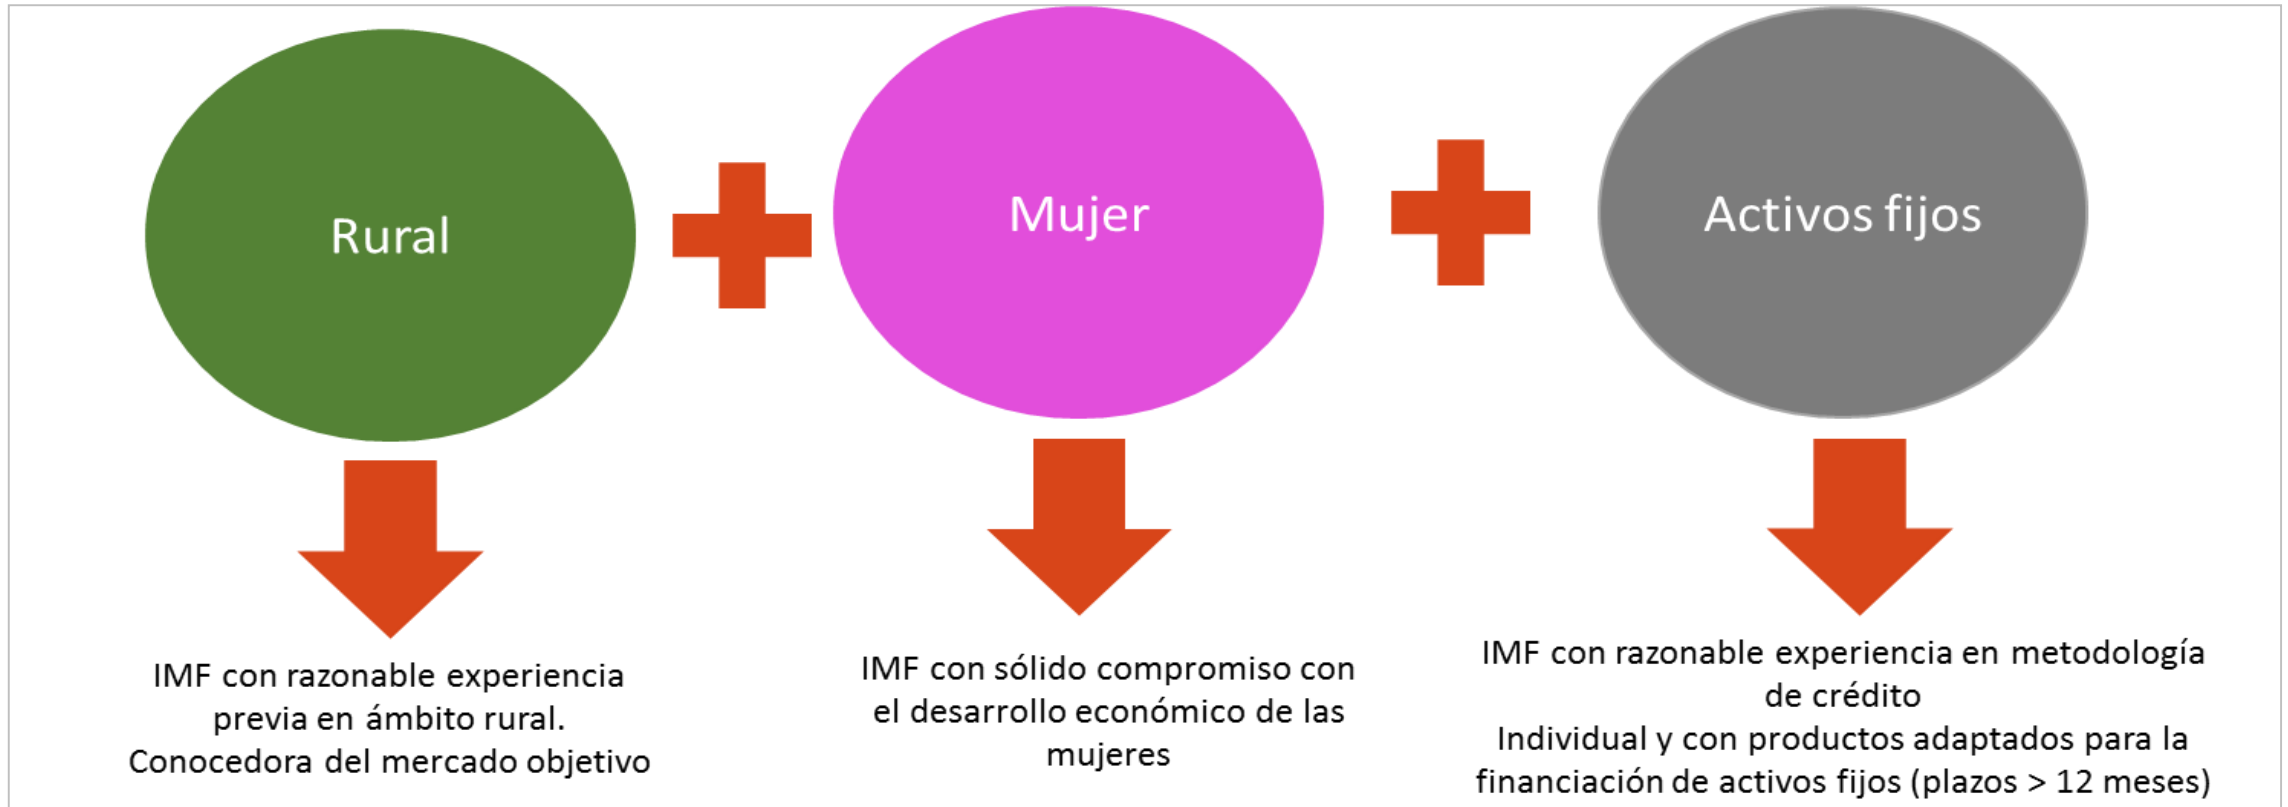 Rural
Mujer
Activos fijos
IMF con razonable experiencia
previa en ámbito rural.
Conocedora del mercado objetivo
IMF con sólido compromiso con
el desarrollo económico de las
mujeres
IMF con razonable experiencia en metodología
de crédito
Individual y con productos adaptados para la
financiación de activos fijos (plazos > 12 meses)